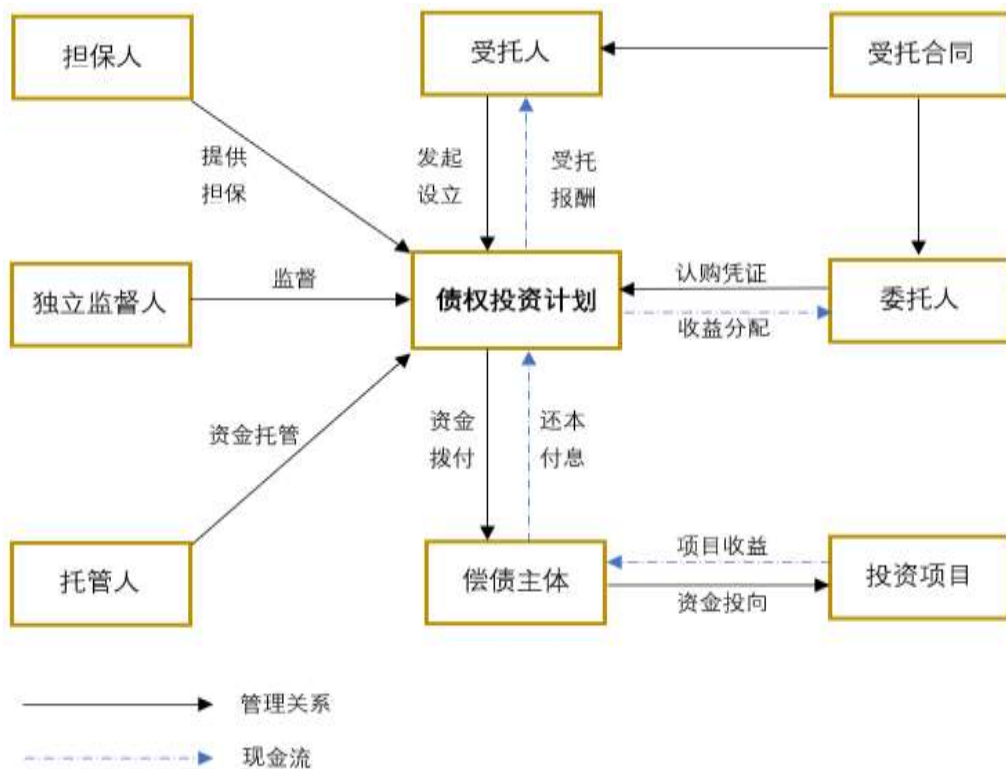 担保人
受托人
受托合同
提供
担保
发起
设立
受托
报酬
独立监督人
监督
债权投资计划
认购凭证
收益分配
委托人
资金托管
资金
拨付
还本
付息
托管人
偿债主体
项目收益
资金投向
投资项目
管理关系
现金流